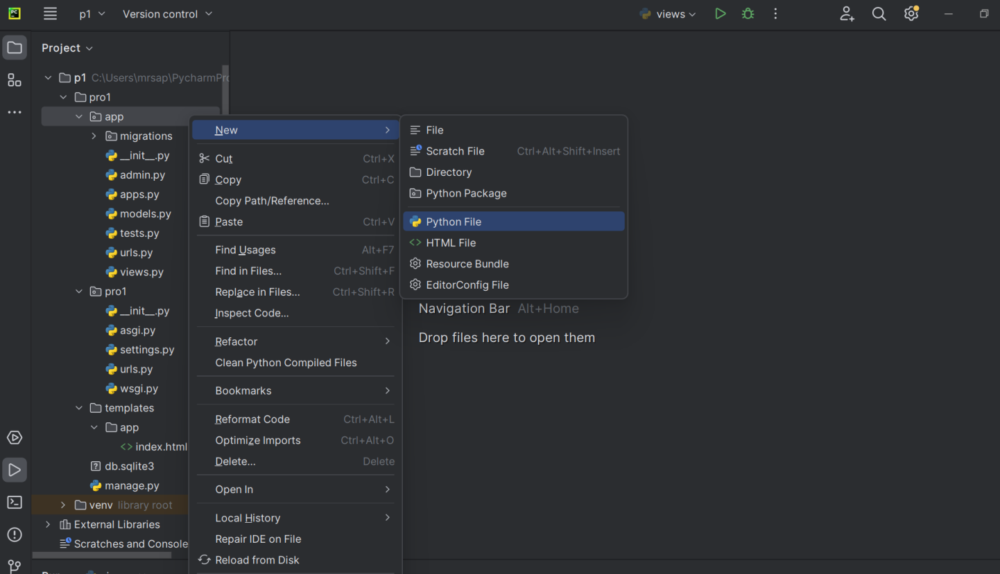 PC
p1
Version control
views
Project
p1 C:\Users\mrsap\PycharmPro
pro1
app
migrations
__init__.py
admin.py
apps.py
models.py
tests.py
urls.py
views.py
pro1
__init__.py
asgi.py
settings.py
urls.py
wsgi.py
templates
app
index.html
db.sqlite3
manage.py
venv library root
External Libraries
Scratches and Console
New
Cut Ctrl+X
Copy Ctrl+C
Copy Path/Reference...
Paste Ctrl+V
Find Usages Alt+F7
Find in Files... Ctrl+Shift+F
Replace in Files... Ctrl+Shift+R
Inspect Code...
Refactor
Clean Python Compiled Files
Bookmarks
Reformat Code Ctrl+Alt+L
Optimize Imports Ctrl+Alt+O
Delete... Delete
Open In
Local History
Repair IDE on File
Reload from Disk
File
Scratch File Ctrl+Alt+Shift+Insert
Directory
Python Package
Python File
HTML File
Resource Bundle
EditorConfig File
Navigation Bar Alt+Home
Drop files here to open them